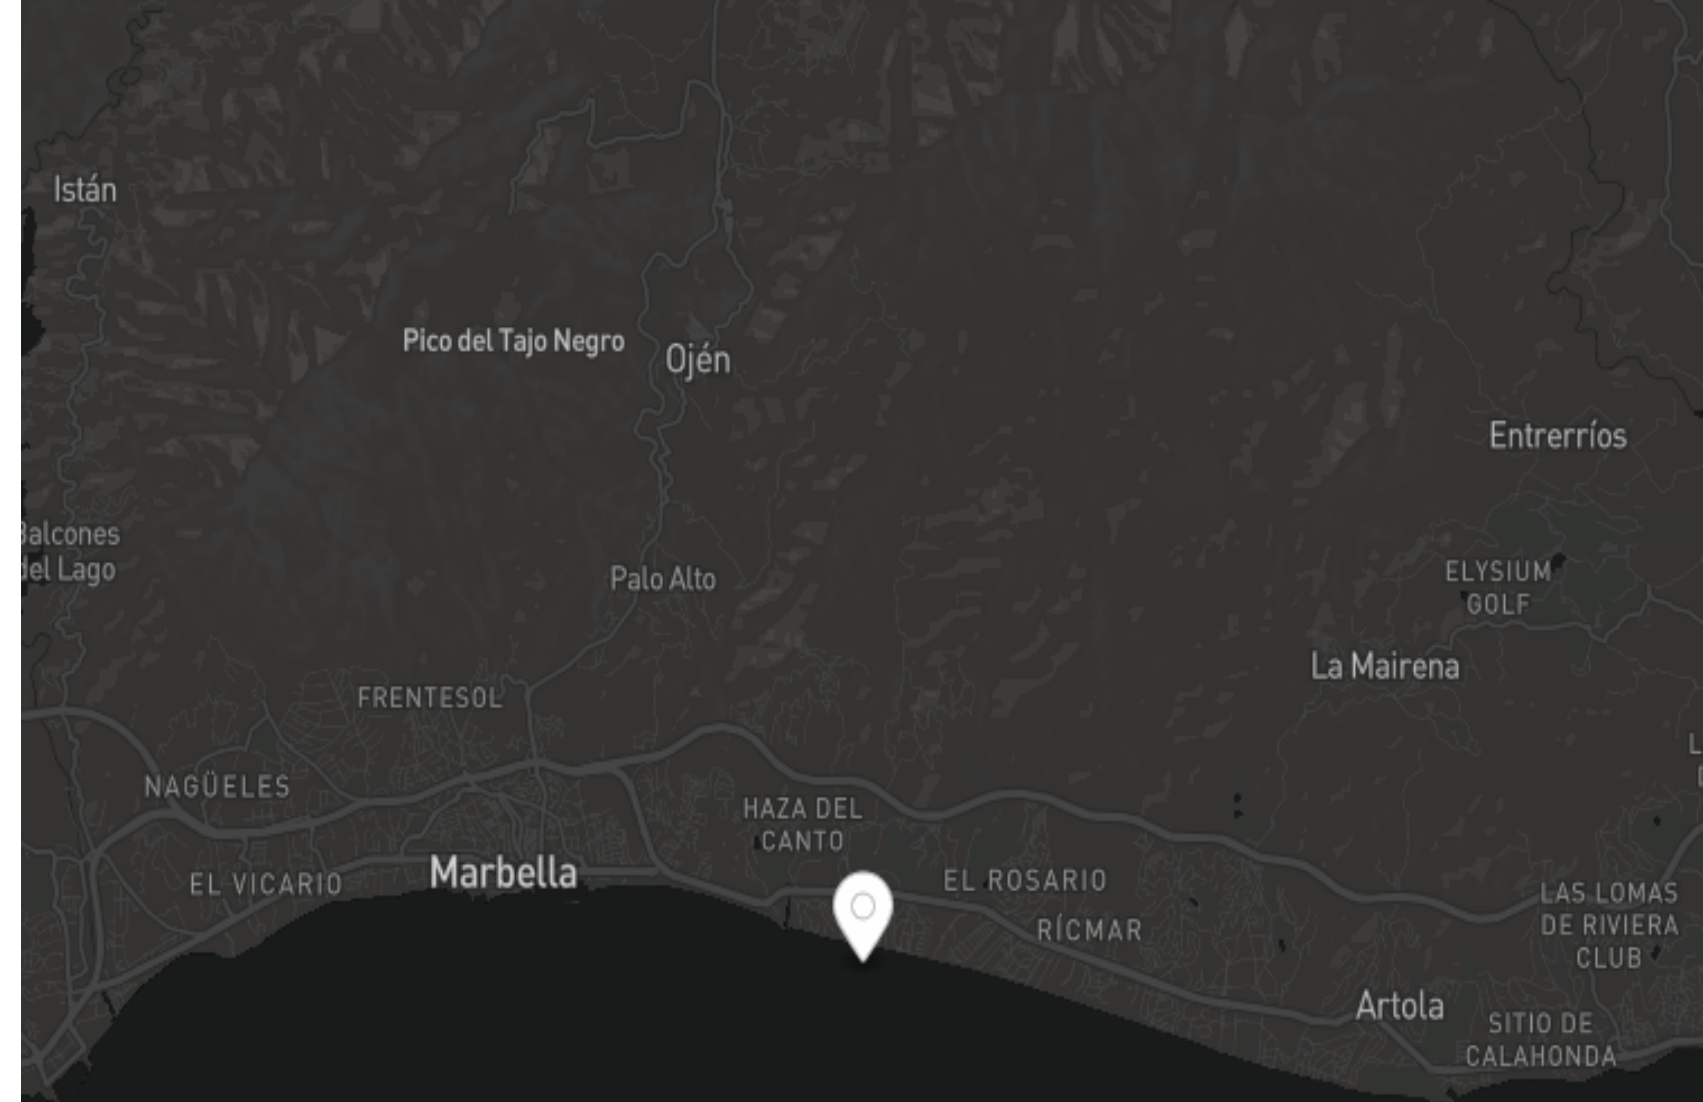 Istán
Pico del Tajo Negro
Ojén
Entrerríos
Balcones
del Lago
Palo Alto
ELYSIUM
GOLF
La Mairena
FRENTESOL
NAGÜELES
HAZA DEL
CANTO
Marbella
EL VICARIO
EL ROSARIO
RÍCMAR
LAS LOMAS
DE RIVIERA
CLUB
Artola
SITIO DE
CALAHONDA